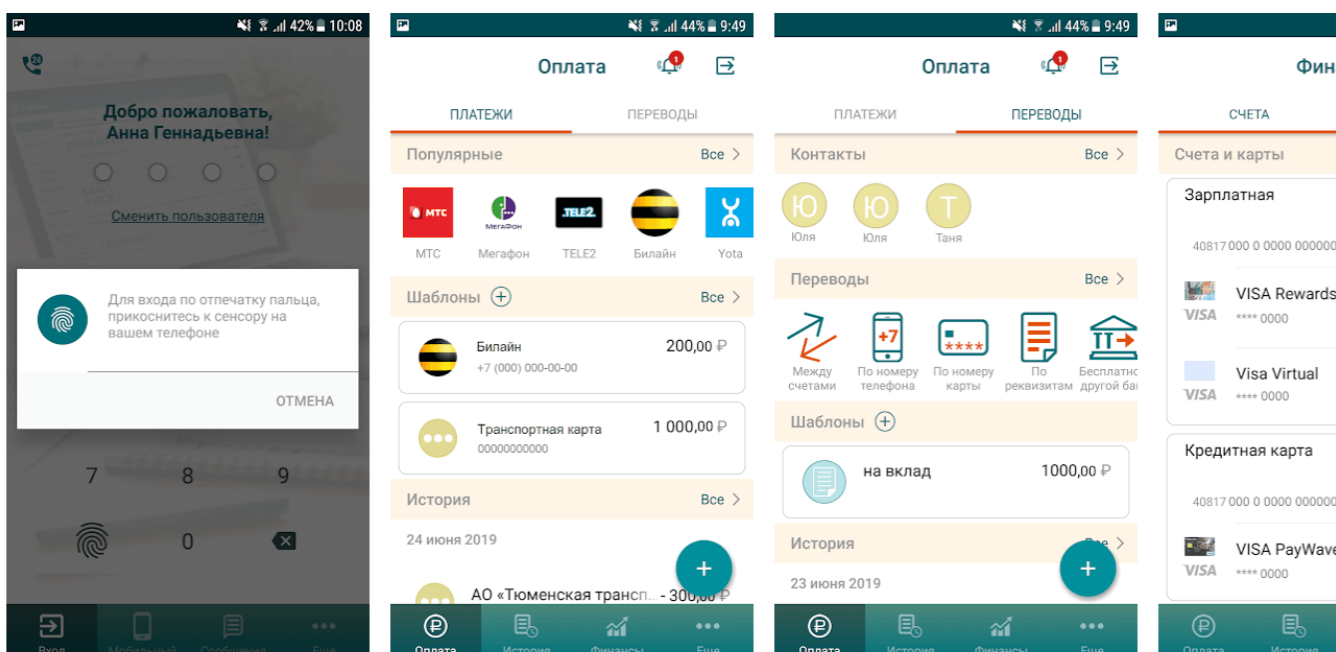 42% 10:08
24
Добро пожаловать,
Анна Геннадьевна!
Сменить пользователя
Для входа по отпечатку пальца,
прикоснитесь к сенсору на
вашем телефоне
ОТМЕНА
7 8 9
0
Вход Мобильный Сообщения Еще
44% 9:49
Оплата
1
ПЛАТЕЖИ ПЕРЕВОДЫ
Популярные Все >
МТС МегаФон TELE2
МТС Мегафон TELE2 Билайн Yota
Шаблоны + Все >
Билайн 200,00 ₽
+7 (000) 000-00-00
Транспортная карта 1 000,00 ₽
00000000000
История Все >
24 июня 2019
АО «Тюменская трансп... - 300,00 ₽
+
Оплата История Финансы Еще
44% 9:49
Оплата
1
ПЛАТЕЖИ ПЕРЕВОДЫ
Контакты Все >
Ю Ю Т
Юля Юля Таня
Переводы Все >
+7 ****
Между
счетами
По номеру
телефона
По номеру
карты
По
реквизитам
Бесплатно
другой ба
Шаблоны +
на вклад 1000,00 ₽
История Все >
23 июня 2019
+
Оплата История Финансы Еще
Фин
СЧЕТА
Счета и карты
Зарплатная
40817 000 0 0000 000000
VISA Rewards
VISA **** 0000
Visa Virtual
VISA **** 0000
Кредитная карта
40817 000 0 0000 000000
VISA PayWave
VISA **** 0000
Оплата История